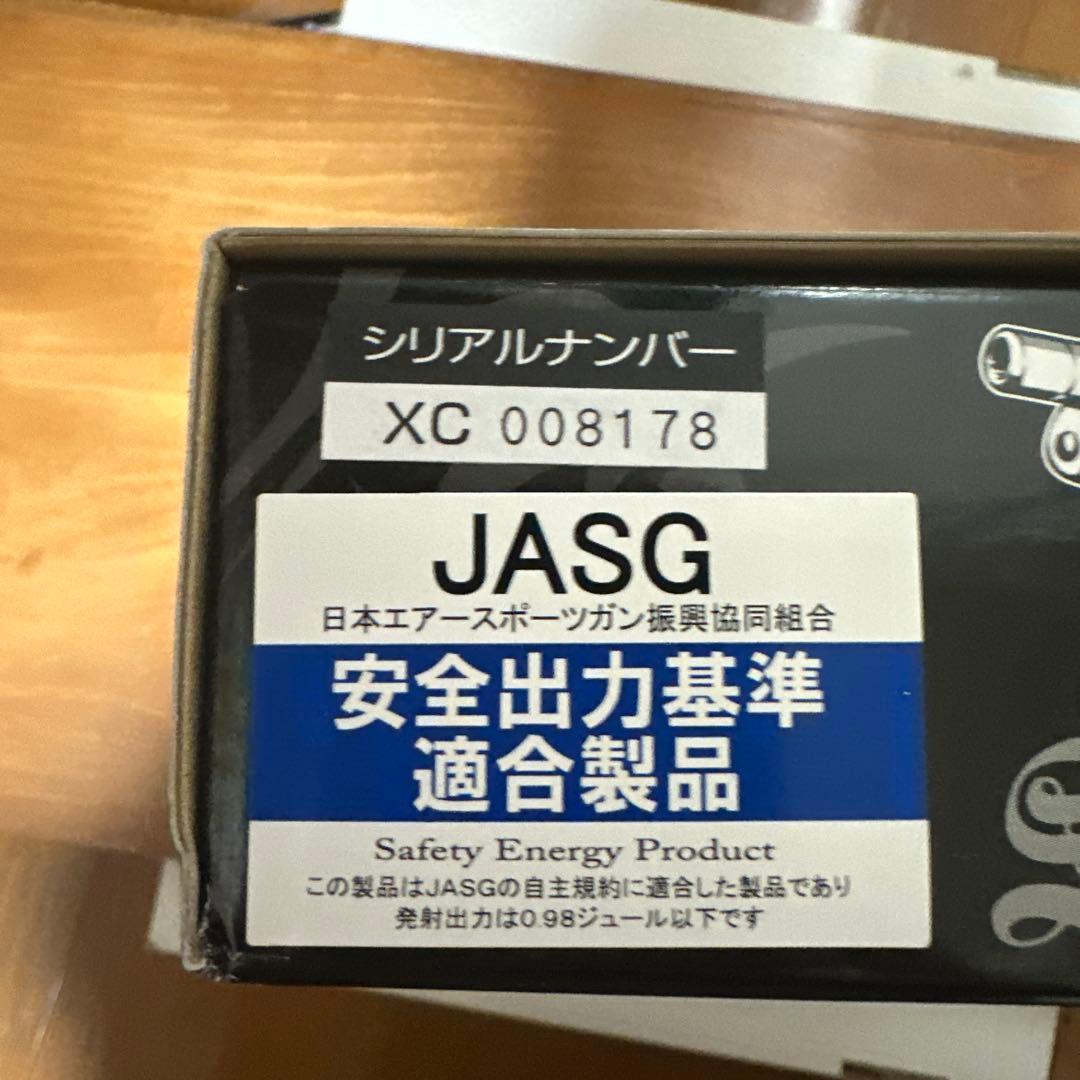 シリアルナンバー
XC 008178
JASG
日本エアースポーツガン振興協同組合
安全出力基準
適合製品
Safety Energy Product
この製品はJASGの自主規約に適合した製品であり
発射出力は0.98ジュール以下です